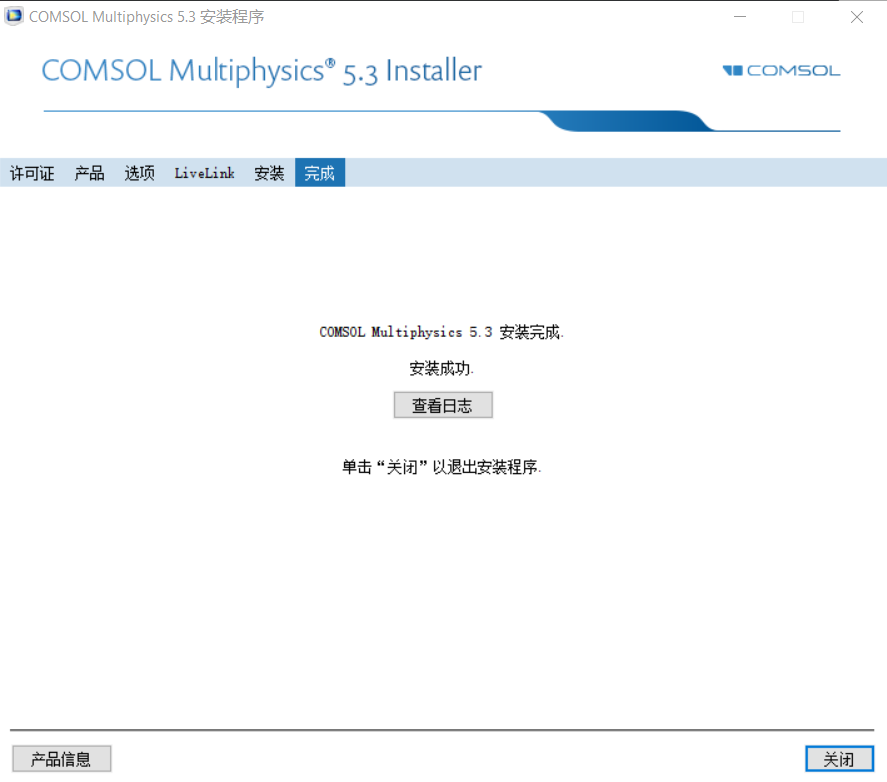 COMSOL Multiphysics 5.3 安装程序
COMSOL Multiphysics® 5.3 Installer
COMSOL
许可证 产品 选项 LiveLink 安装 完成
COMSOL Multiphysics 5.3 安装完成.
安装成功.
查看日志
单击“关闭”以退出安装程序.
产品信息 关闭